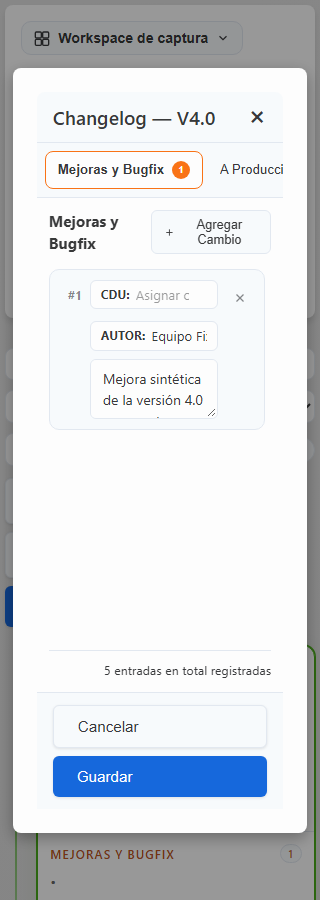 Workspace de captura
Changelog — V4.0
✕
Mejoras y Bugfix 1
A Producci
Mejoras y
Bugfix
+ Agregar
Cambio
#1
CDU: Asignar c
×
AUTOR: Equipo Fi
Mejora sintética
de la versión 4.0
5 entradas en total registradas
Cancelar
Guardar
MEJORAS Y BUGFIX
1
•